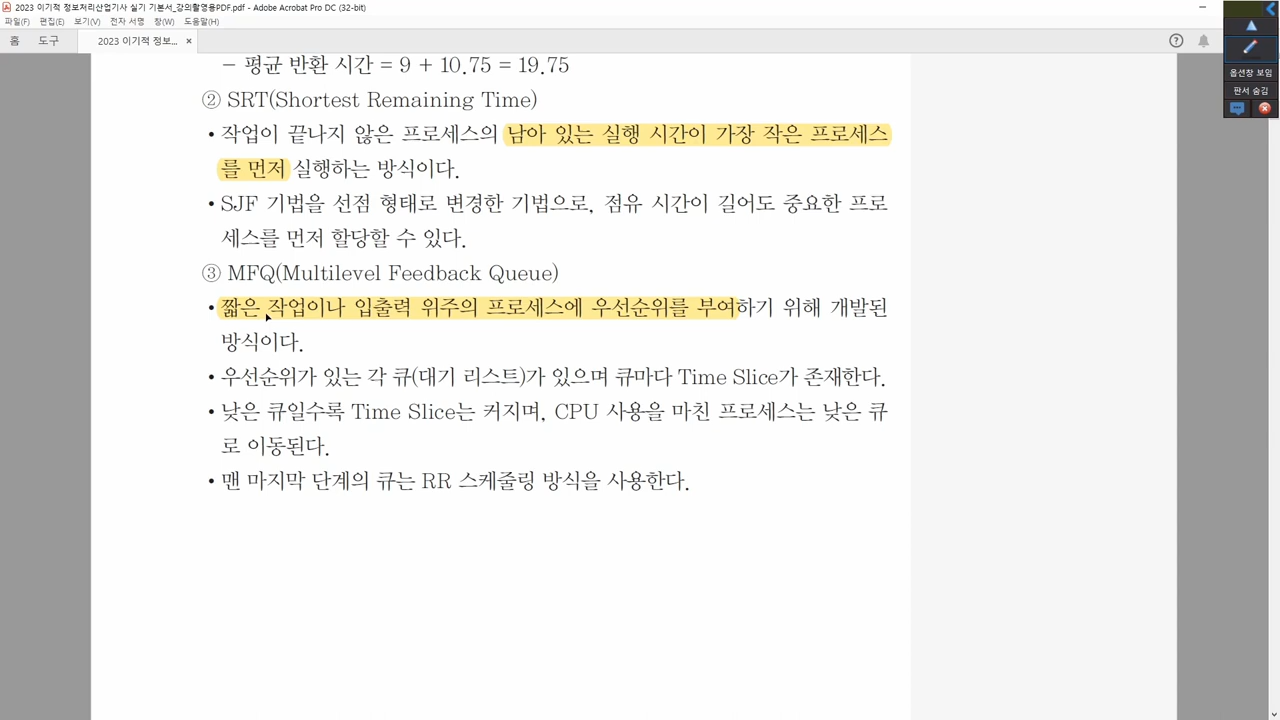 2023 이기적 정보처리산업기사 실기 기본서_강의촬영용PDF.pdf - Adobe Acrobat Pro DC (32-bit)
파일(F) 편집(E) 보기(V) 전자 서명 창(W) 도움말(H)
홈 도구 2023 이기적 정보...
옵션창 보임
판서 숨김
- 평균 반환 시간 = 9 + 10.75 = 19.75
② SRT(Shortest Remaining Time)
• 작업이 끝나지 않은 프로세스의 남아 있는 실행 시간이 가장 작은 프로세스
를 먼저 실행하는 방식이다.
• SJF 기법을 선점 형태로 변경한 기법으로, 점유 시간이 길어도 중요한 프로
세스를 먼저 할당할 수 있다.
③ MFQ(Multilevel Feedback Queue)
• 짧은 작업이나 입출력 위주의 프로세스에 우선순위를 부여하기 위해 개발된
방식이다.
• 우선순위가 있는 각 큐(대기 리스트)가 있으며 큐마다 Time Slice가 존재한다.
• 낮은 큐일수록 Time Slice는 커지며, CPU 사용을 마친 프로세스는 낮은 큐
로 이동된다.
• 맨 마지막 단계의 큐는 RR 스케줄링 방식을 사용한다.